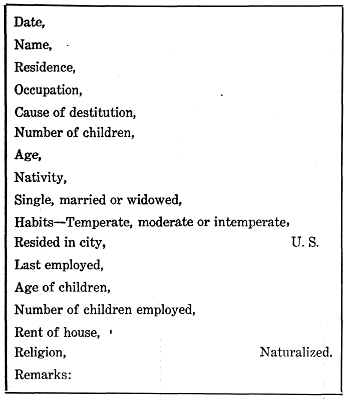 Date,
Name,
Residence,
Occupation,
Cause of destitution,
Number of children,
Age,
Nativity,
Single, married or widowed,
Habits—Temperate, moderate or intemperate,
Resided in city, U. S.
Last employed,
Age of children,
Number of children employed,
Rent of house,
Religion, Naturalized.
Remarks: